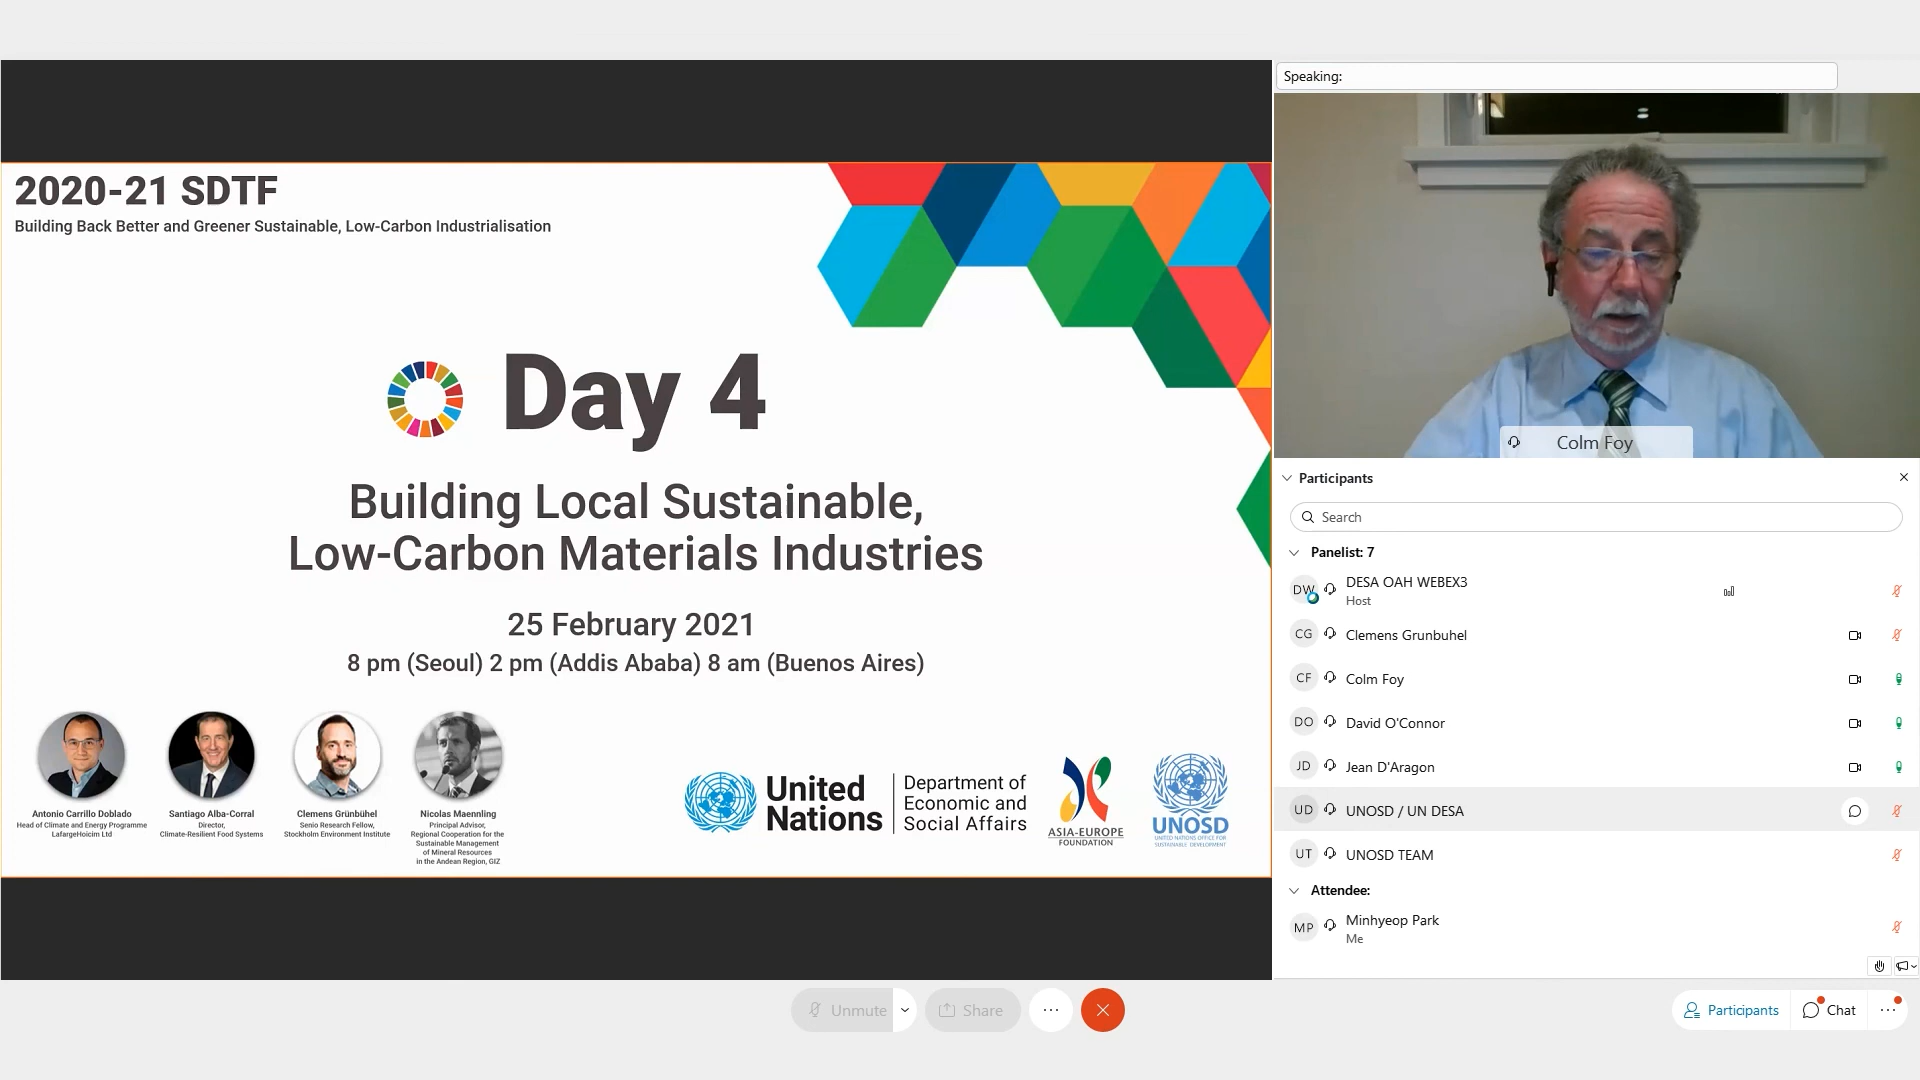 2020-21 SDTF
Building Back Better and Greener Sustainable, Low-Carbon Industrialisation
Day 4
Building Local Sustainable,
Low-Carbon Materials Industries
25 February 2021
8 pm (Seoul) 2 pm (Addis Ababa) 8 am (Buenos Aires)
Antonio Carrillo Doblado
Head of Climate and Energy Programme
LafargeHolcim Ltd
Santiago Alba-Corral
Director,
Climate-Resilient Food Systems
Clemens Grünbühel
Senio Research Fellow,
Stockholm Environment Institute
Nicolas Maennling
Principal Advisor,
Regional Cooperation for the
Sustainable Management
of Mineral Resources
in the Andean Region, GIZ
United
Nations
Department of
Economic and
Social Affairs
ASIA-EUROPE
FOUNDATION
UNOSD
UNITED NATIONS OFFICE FOR
SUSTAINABLE DEVELOPMENT
Speaking:
Colm Foy
Participants
Search
Panelist: 7
DW
DESA OAH WEBEX3
Host
CG
Clemens Grunbuhel
CF
Colm Foy
DO
David O'Connor
JD
Jean D'Aragon
UD
UNOSD / UN DESA
UT
UNOSD TEAM
Attendee:
MP
Minhyeop Park
Me
Unmute
Share
Participants
Chat